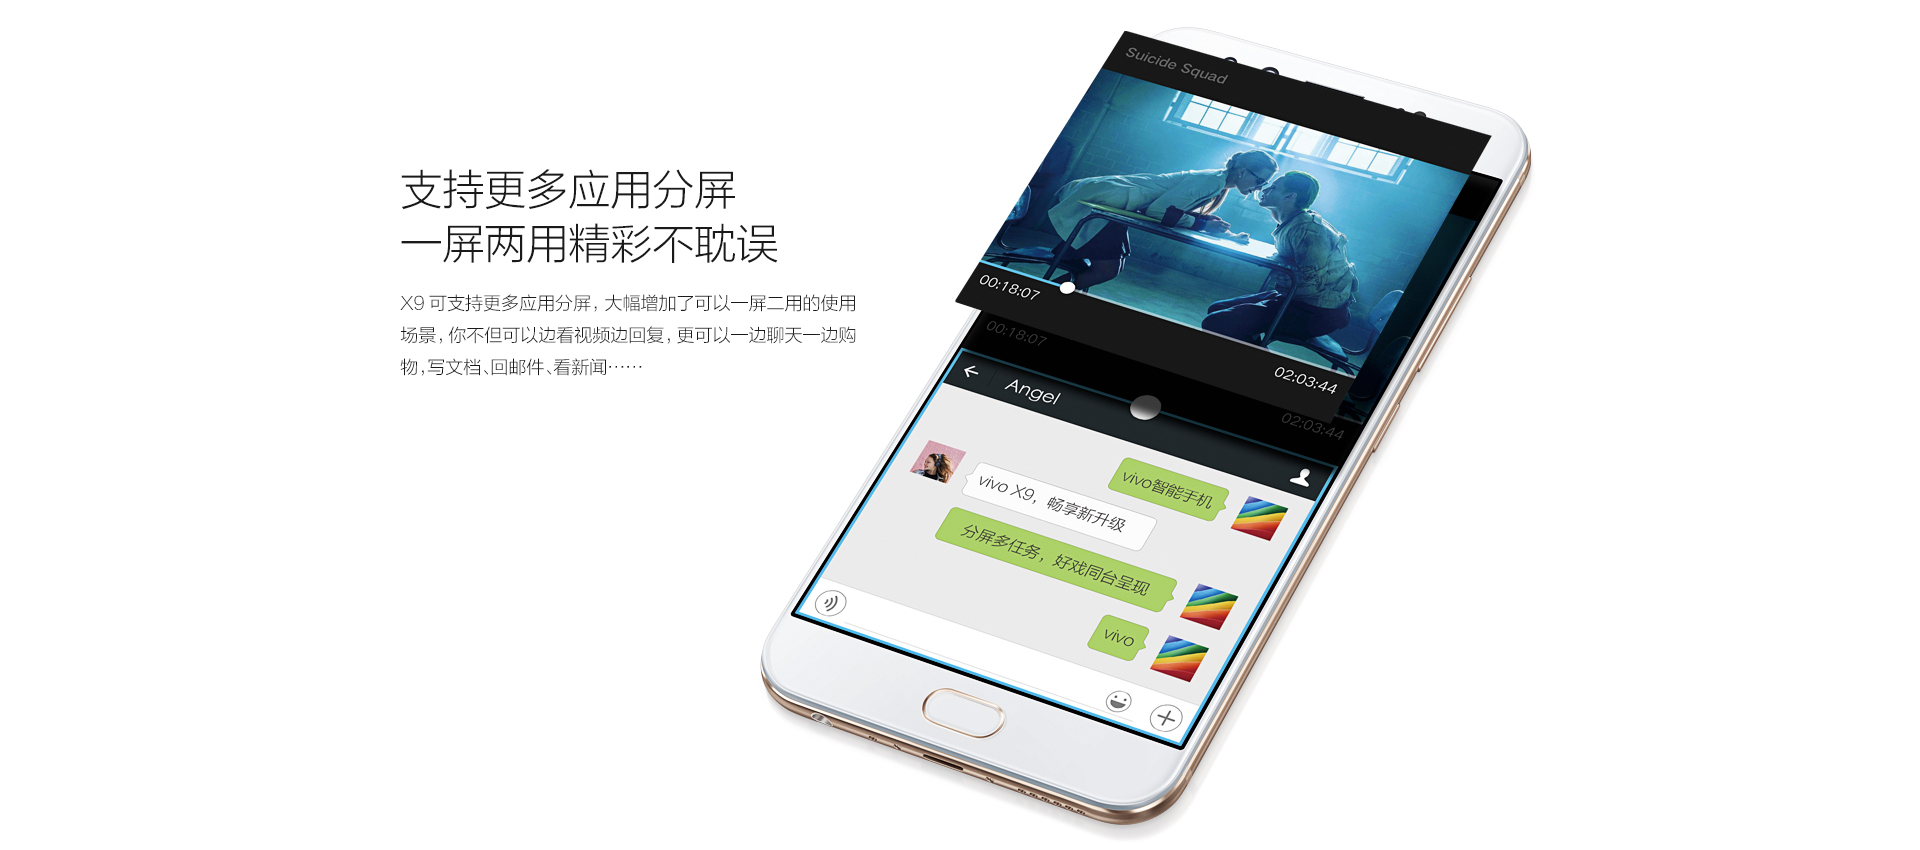 支持更多应用分屏
一屏两用精彩不耽误
X9 可支持更多应用分屏，大幅增加了可以一屏二用的使用
场景，你不但可以边看视频边回复，更可以一边聊天一边购
物，写文档、回邮件、看新闻……
Suicide Squad
00:18:07
02:03:44
00:18:07
02:03:44
Angel
vivo智能手机
vivo X9，畅享新升级
分屏多任务，好戏同台呈现
vivo